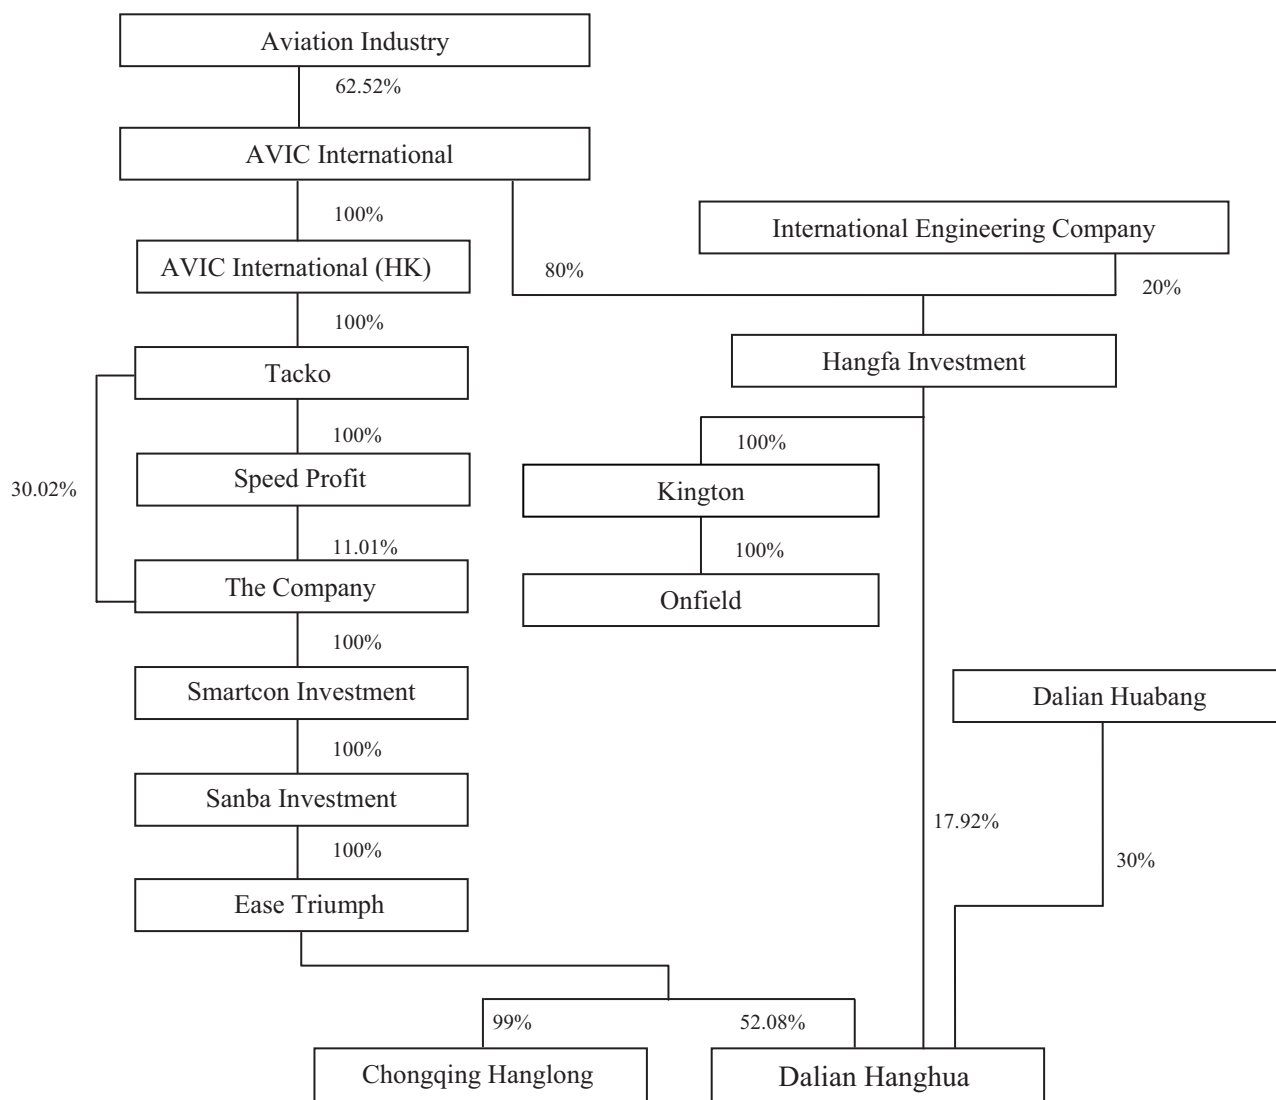 Aviation Industry
62.52%
AVIC International
100%
International Engineering Company
AVIC International (HK)
80%
20%
100%
Tacko
Hangfa Investment
100%
100%
Speed Profit
Kington
30.02%
11.01%
100%
The Company
Onfield
100%
Smartcon Investment
Dalian Huabang
100%
Sanba Investment
17.92%
100%
30%
Ease Triumph
99%
52.08%
Chongqing Hanglong
Dalian Hanghua